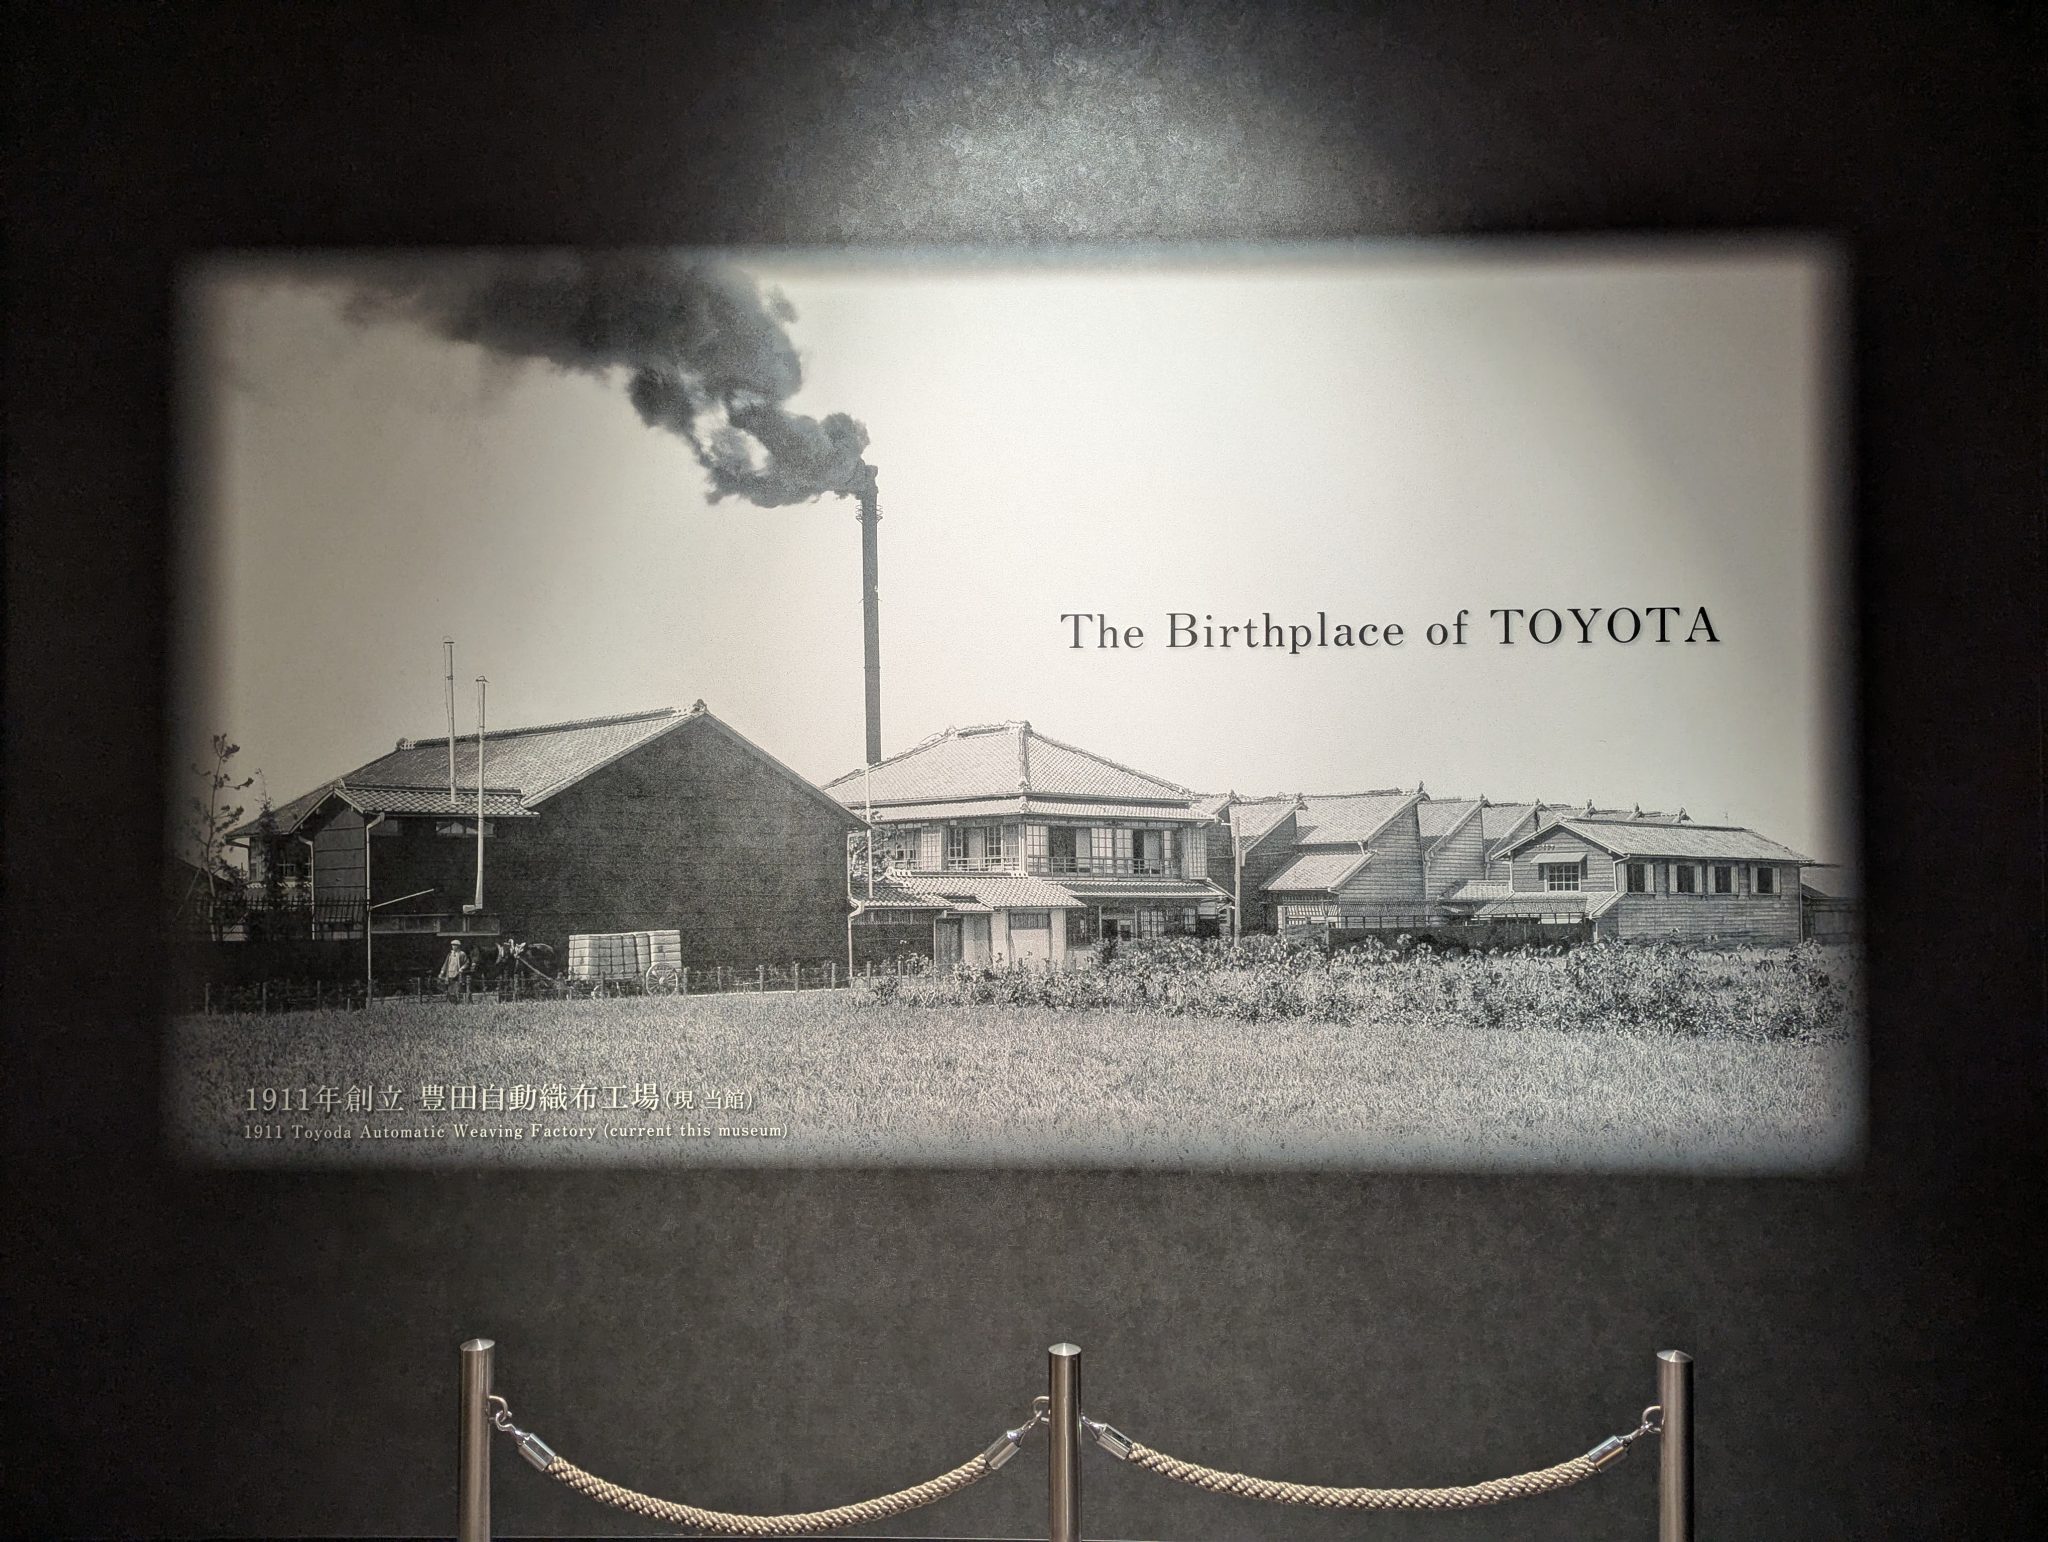 The Birthplace of TOYOTA
1911年創立 豊田自動織布工場(現 当館)
1911 Toyoda Automatic Weaving Factory (current this museum)